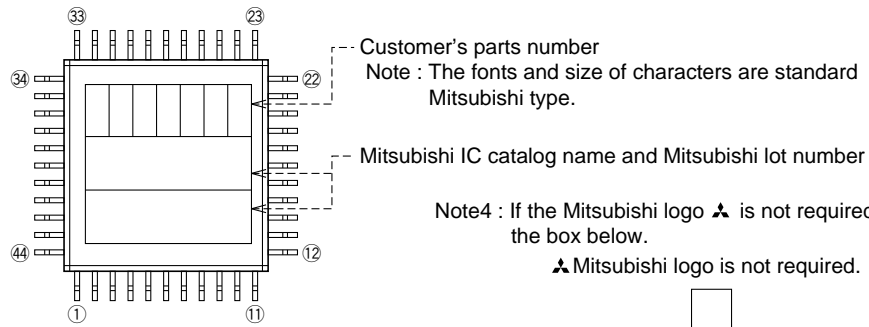 ㉝ ㉓
Customer's parts number
Note : The fonts and size of characters are standard
Mitsubishi type.
㉞ ㉒
Mitsubishi IC catalog name and Mitsubishi lot number
Note4 : If the Mitsubishi logo is not required
the box below.
Mitsubishi logo is not required.
㊹ ⑫
① ⑪